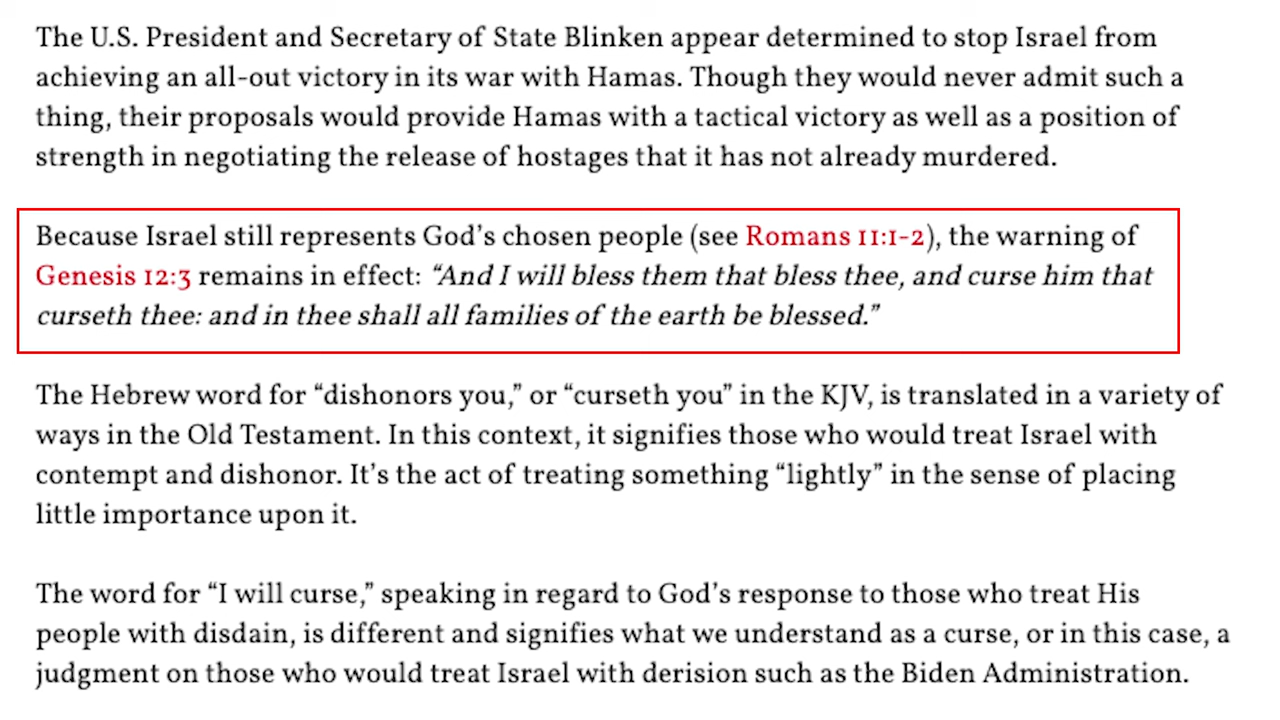 The U.S. President and Secretary of State Blinken appear determined to stop Israel from
achieving an all-out victory in its war with Hamas. Though they would never admit such a
thing, their proposals would provide Hamas with a tactical victory as well as a position of
strength in negotiating the release of hostages that it has not already murdered.
Because Israel still represents God’s chosen people (see Romans 11:1-2), the warning of
Genesis 12:3 remains in effect: “And I will bless them that bless thee, and curse him that
curseth thee: and in thee shall all families of the earth be blessed.”
The Hebrew word for “dishonors you,” or “curseth you” in the KJV, is translated in a variety of
ways in the Old Testament. In this context, it signifies those who would treat Israel with
contempt and dishonor. It’s the act of treating something “lightly” in the sense of placing
little importance upon it.
The word for “I will curse,” speaking in regard to God’s response to those who treat His
people with disdain, is different and signifies what we understand as a curse, or in this case, a
judgment on those who would treat Israel with derision such as the Biden Administration.